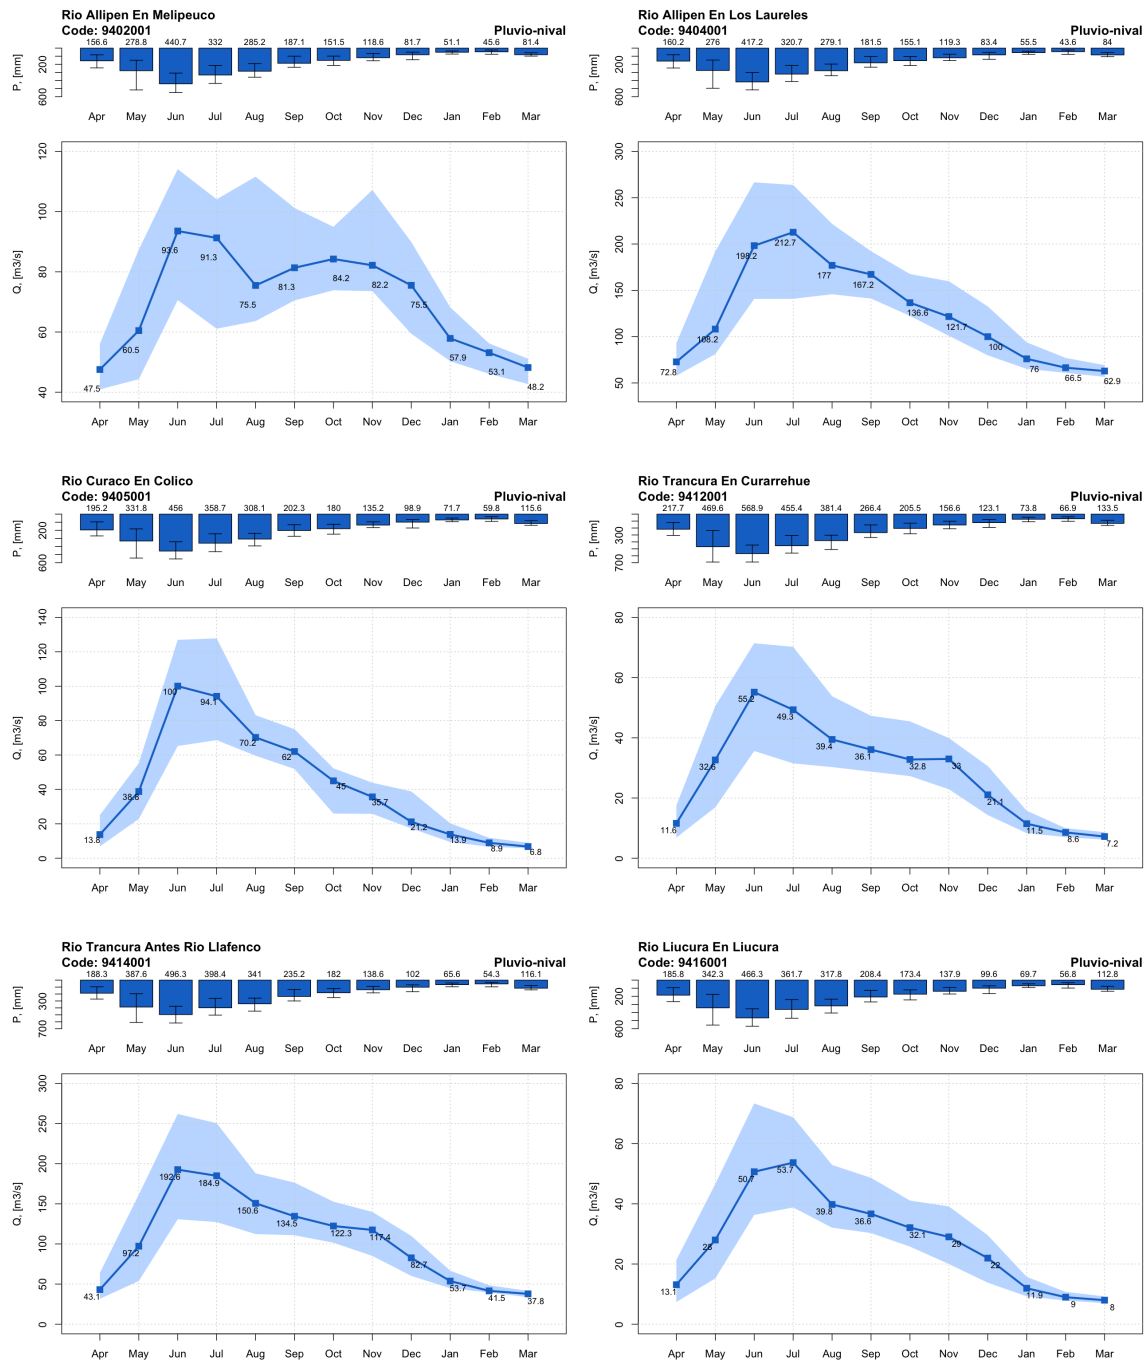 Rio Allipen En Melipeuco
Code: 9402001 Pluvio-nival
156.6 278.8 440.7 332 285.2 187.1 151.5 118.6 81.7 51.1 45.6 81.4
P, [mm]
200
600
Apr May Jun Jul Aug Sep Oct Nov Dec Jan Feb Mar
Q, [m3/s]
120
100
80
60
40
47.5 60.5 93.6 91.3 75.5 81.3 84.2 82.2 75.5 57.9 53.1 48.2
Apr May Jun Jul Aug Sep Oct Nov Dec Jan Feb Mar
Rio Allipen En Los Laureles
Code: 9404001 Pluvio-nival
160.2 276 417.2 320.7 279.1 181.5 155.1 119.3 83.4 55.5 43.6 84
P, [mm]
200
600
Apr May Jun Jul Aug Sep Oct Nov Dec Jan Feb Mar
Q, [m3/s]
300
250
200
150
100
50
72.8 108.2 198.2 212.7 177 167.2 136.6 121.7 100 76 66.5 62.9
Apr May Jun Jul Aug Sep Oct Nov Dec Jan Feb Mar
Rio Curaco En Colico
Code: 9405001 Pluvio-nival
195.2 331.8 456 358.7 308.1 202.3 180 135.2 98.9 71.7 59.8 115.6
P, [mm]
200
600
Apr May Jun Jul Aug Sep Oct Nov Dec Jan Feb Mar
Q, [m3/s]
140
120
100
80
60
40
20
0
13.8 38.8 100 94.1 70.2 62 45 35.7 21.2 13.9 8.9 6.8
Apr May Jun Jul Aug Sep Oct Nov Dec Jan Feb Mar
Rio Trancura En Curarrehue
Code: 9412001 Pluvio-nival
217.7 469.6 568.9 455.4 381.4 266.4 205.5 156.6 123.1 73.8 66.9 133.5
P, [mm]
300
700
Apr May Jun Jul Aug Sep Oct Nov Dec Jan Feb Mar
Q, [m3/s]
80
60
40
20
0
11.6 32.6 55.2 49.3 39.4 36.1 32.8 33 21.1 11.5 8.6 7.2
Apr May Jun Jul Aug Sep Oct Nov Dec Jan Feb Mar
Rio Trancura Antes Rio Llafenco
Code: 9414001 Pluvio-nival
188.3 387.6 496.3 398.4 341 235.2 182 138.6 102 65.6 54.3 116.1
P, [mm]
300
700
Apr May Jun Jul Aug Sep Oct Nov Dec Jan Feb Mar
Q, [m3/s]
300
250
200
150
100
50
0
43.1 97.2 192.6 184.9 150.6 134.5 122.3 117.4 82.7 53.7 41.5 37.8
Apr May Jun Jul Aug Sep Oct Nov Dec Jan Feb Mar
Rio Liucura En Liucura
Code: 9416001 Pluvio-nival
185.8 342.3 466.3 361.7 317.8 208.4 173.4 137.9 99.6 69.7 56.8 112.8
P, [mm]
200
600
Apr May Jun Jul Aug Sep Oct Nov Dec Jan Feb Mar
Q, [m3/s]
80
60
40
20
0
13.1 28 50.7 53.7 39.8 36.6 32.1 29 22 11.9 9 8
Apr May Jun Jul Aug Sep Oct Nov Dec Jan Feb Mar